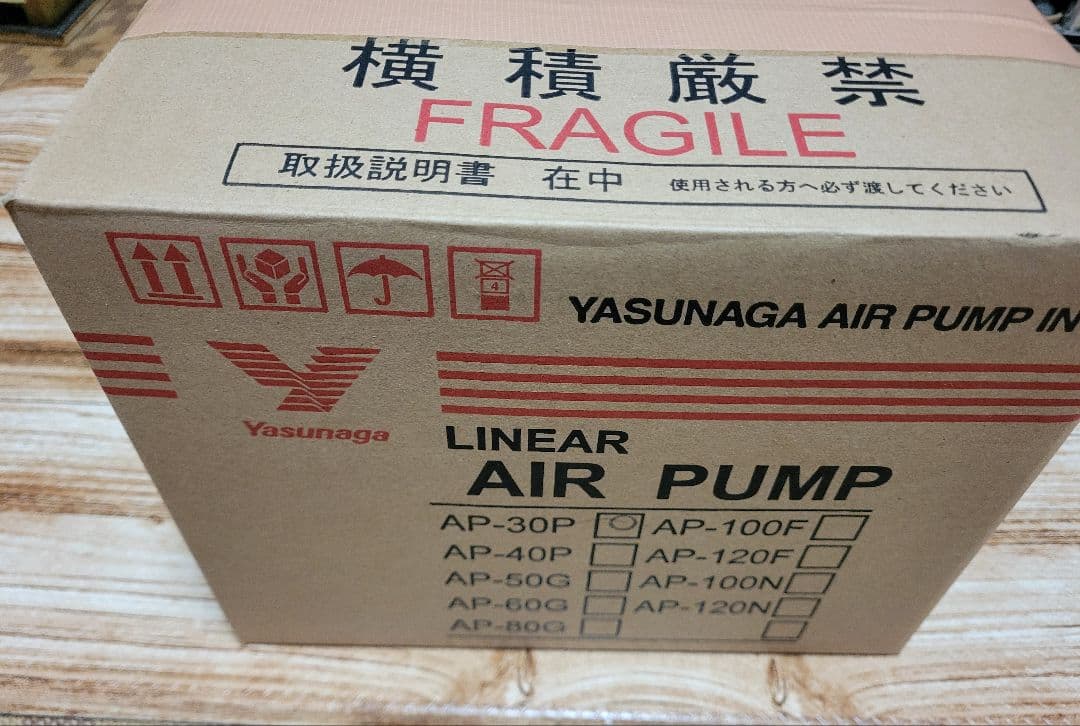 横積厳禁
FRAGILE
取扱説明書 在中 使用される方へ必ず渡してください
4
YASUNAGA AIR PUMP IN
Yasunaga
LINEAR
AIR PUMP
AP-30P AP-100F
AP-40P AP-120F
AP-50G AP-100N
AP-60G AP-120N
AP-80G